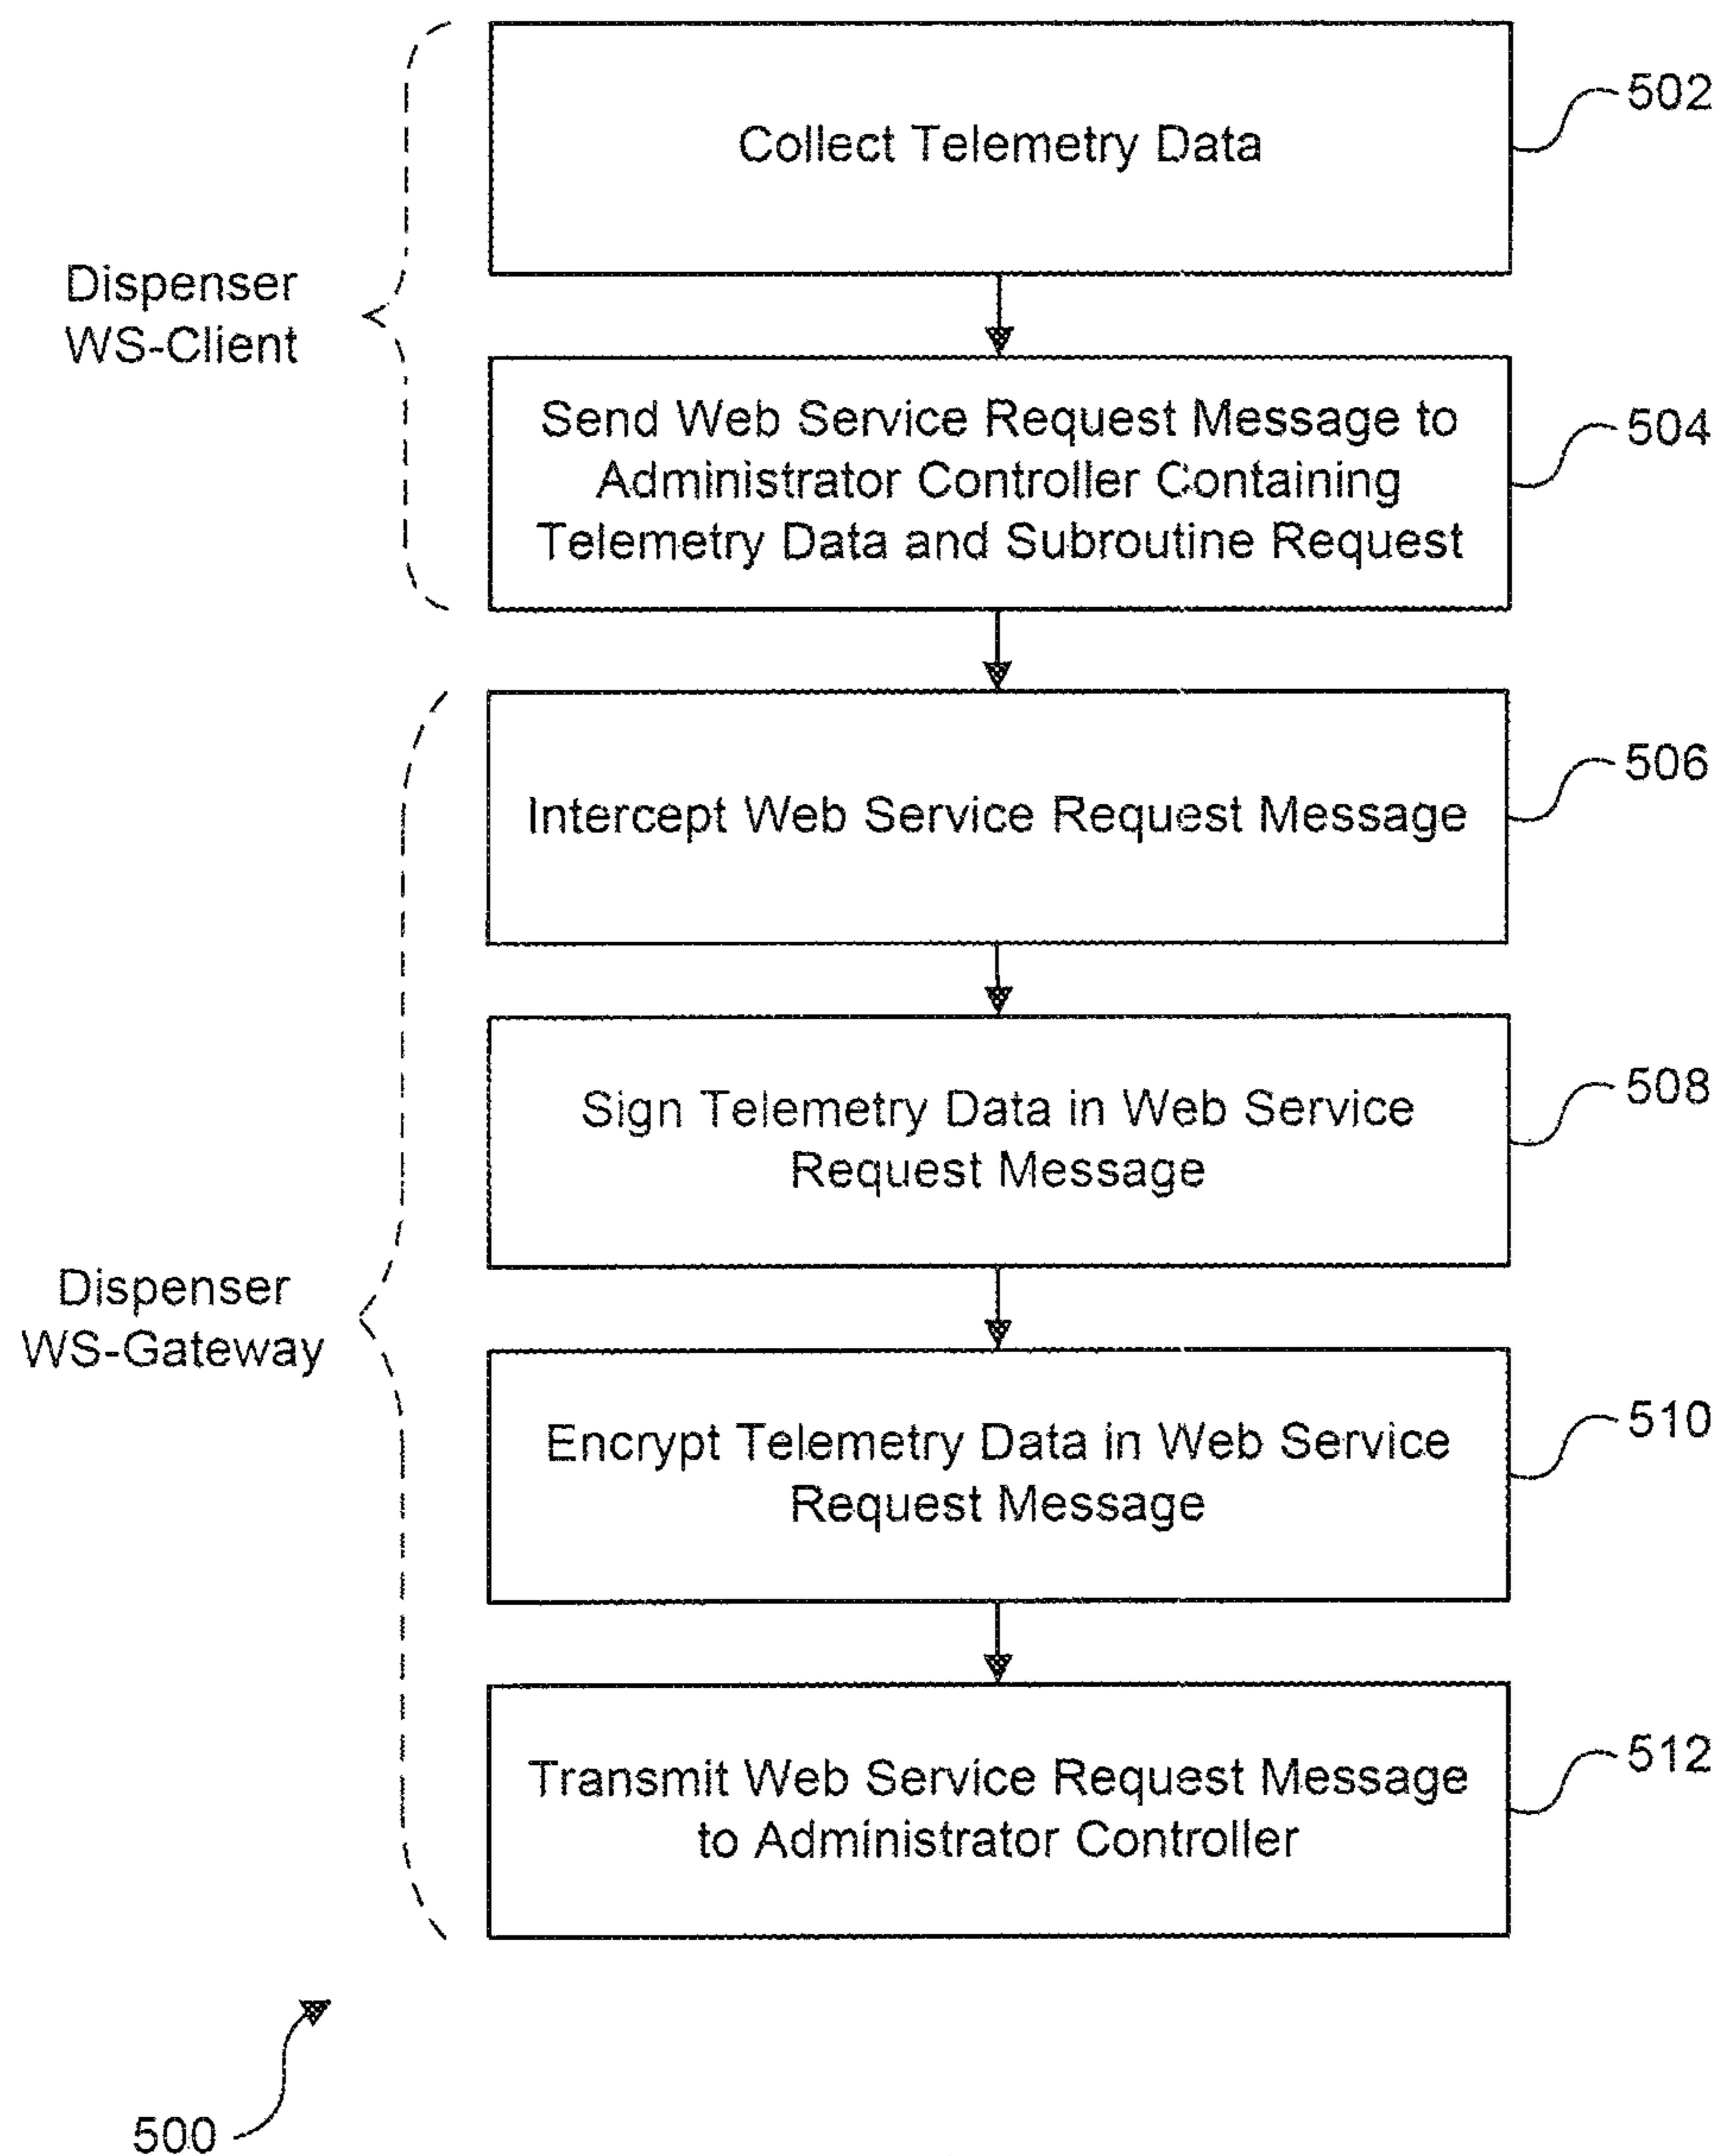 Collect Telemetry Data
502
Dispenser
WS-Client
Send Web Service Request Message to
Administrator Controller Containing
Telemetry Data and Subroutine Request
504
Intercept Web Service Request Message
506
Sign Telemetry Data in Web Service
Request Message
508
Dispenser
WS-Gateway
Encrypt Telemetry Data in Web Service
Request Message
510
Transmit Web Service Request Message
to Administrator Controller
512
500